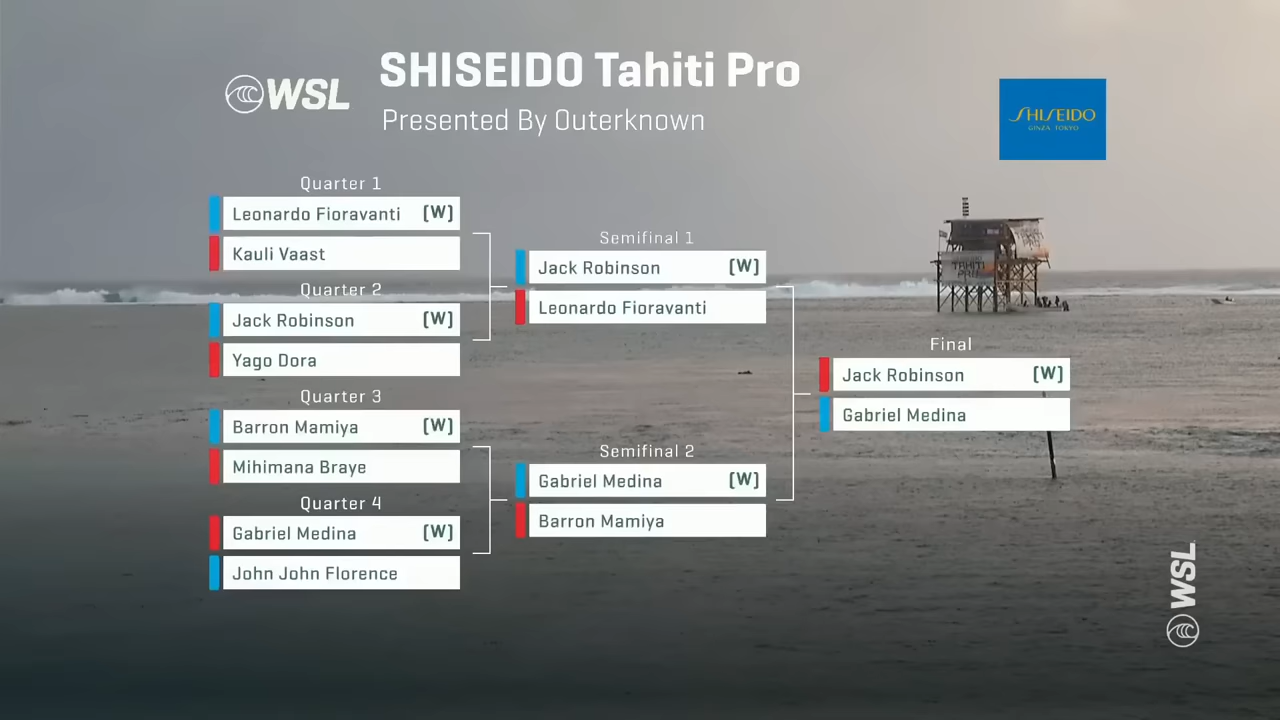 WSL
SHISEIDO Tahiti Pro
Presented By Outerknown
SHISEIDO
GINZA TOKYO
Quarter 1
Leonardo Fioravanti (W)
Kauli Vaast
Quarter 2
Jack Robinson (W)
Yago Dora
Quarter 3
Barron Mamiya (W)
Mihimana Braye
Quarter 4
Gabriel Medina (W)
John John Florence
Semifinal 1
Jack Robinson (W)
Leonardo Fioravanti
Semifinal 2
Gabriel Medina (W)
Barron Mamiya
Final
Jack Robinson (W)
Gabriel Medina
TAHITI
PRO
WSL